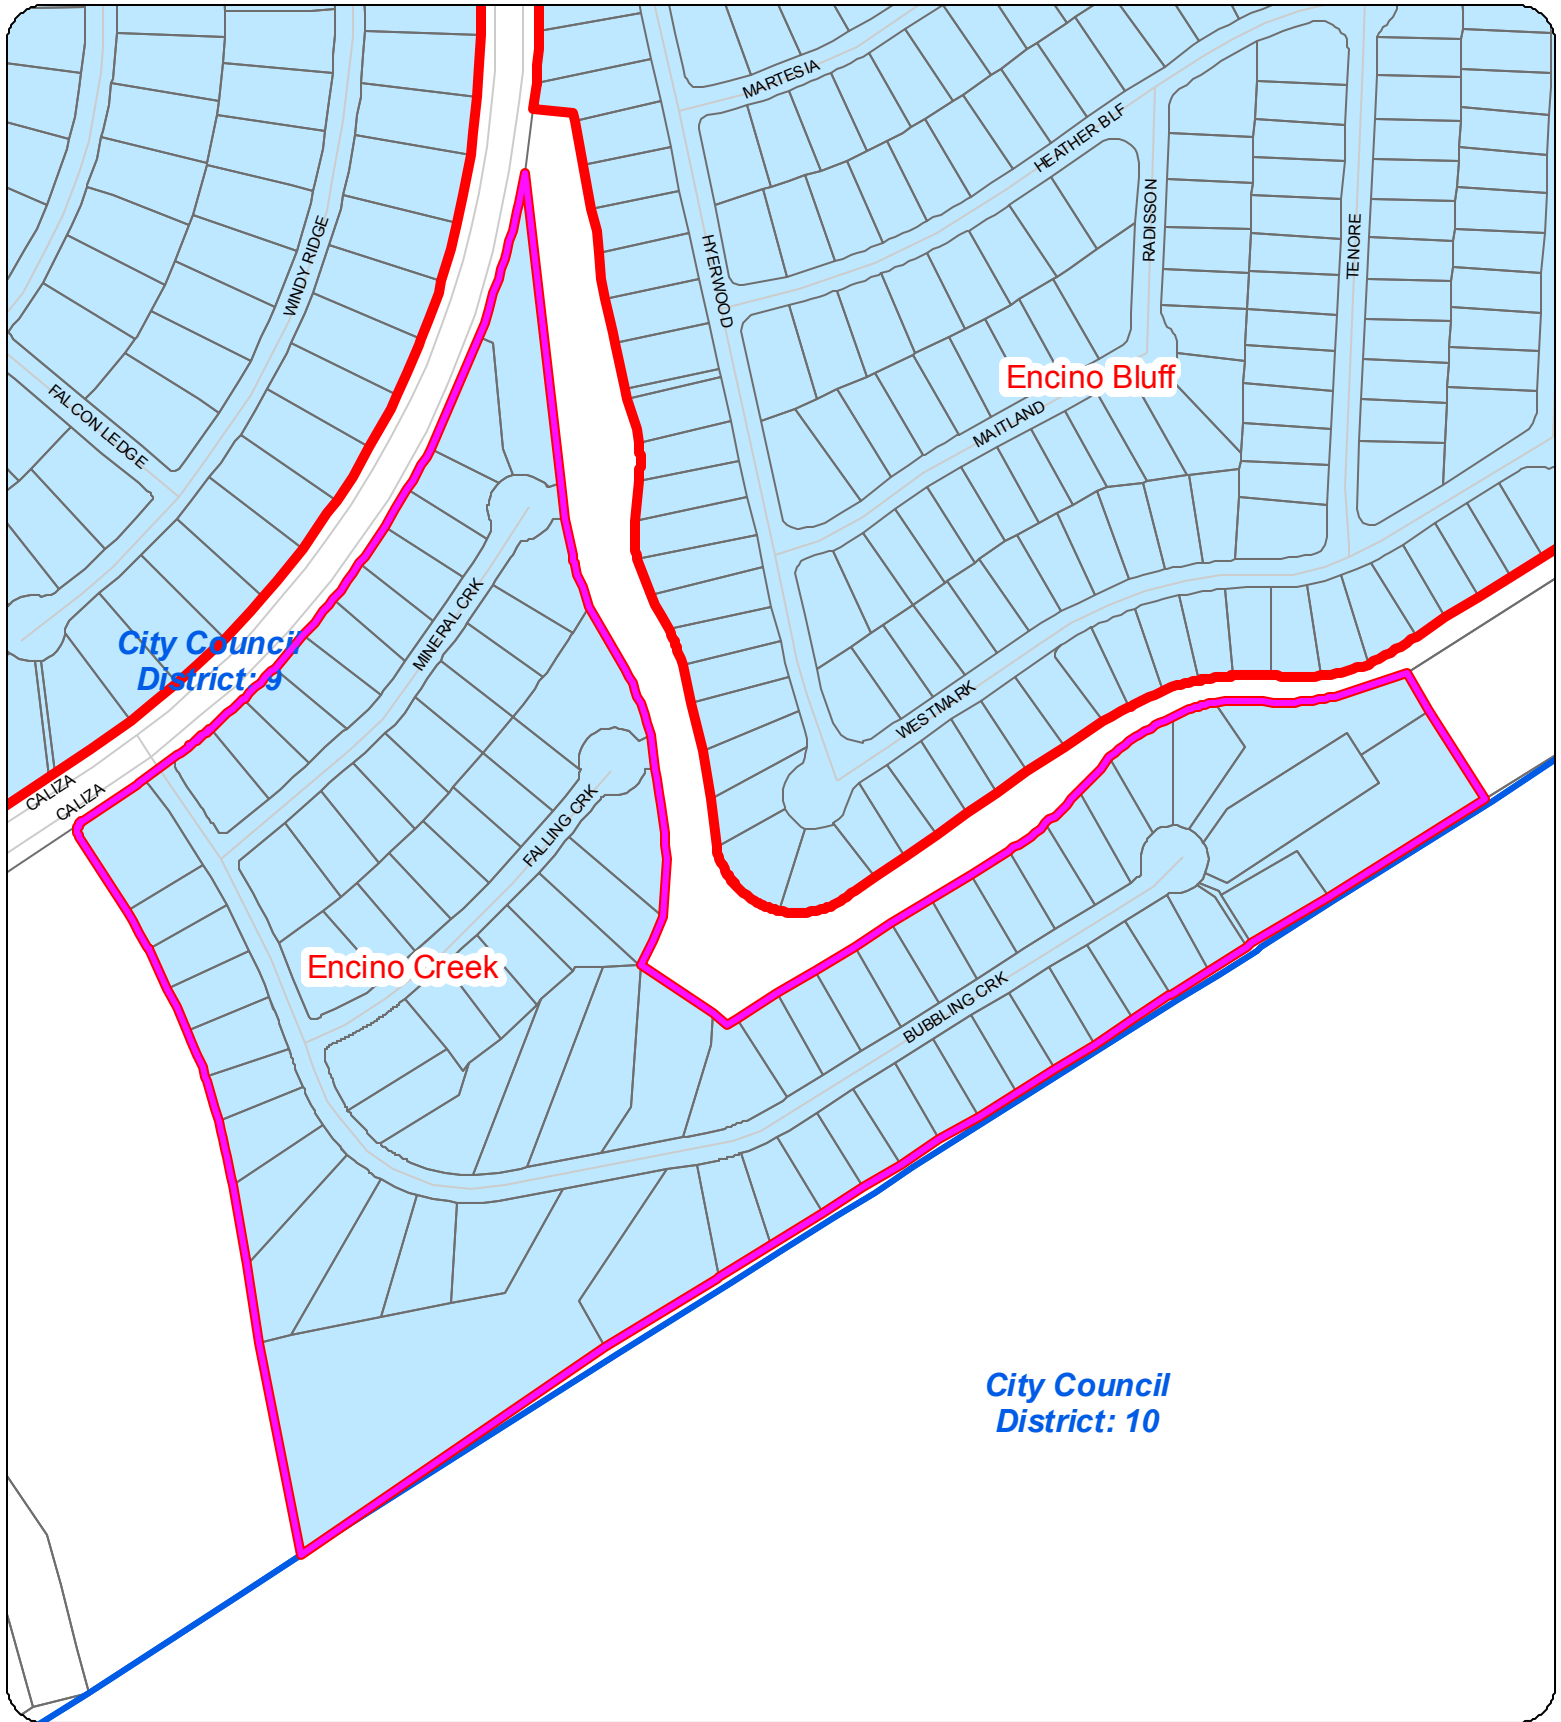 MARTESIA
HEATHER BLF
RADISSON
TENORE
HYERWOOD
WINDY RIDGE
FALCON LEDGE
Encino Bluff
MAITLAND
MINERAL CRK
City Council
District: 9
WESTMARK
CALIZA
CALIZA
FALLING CRK
Encino Creek
BUBBLING CRK
City Council
District: 10